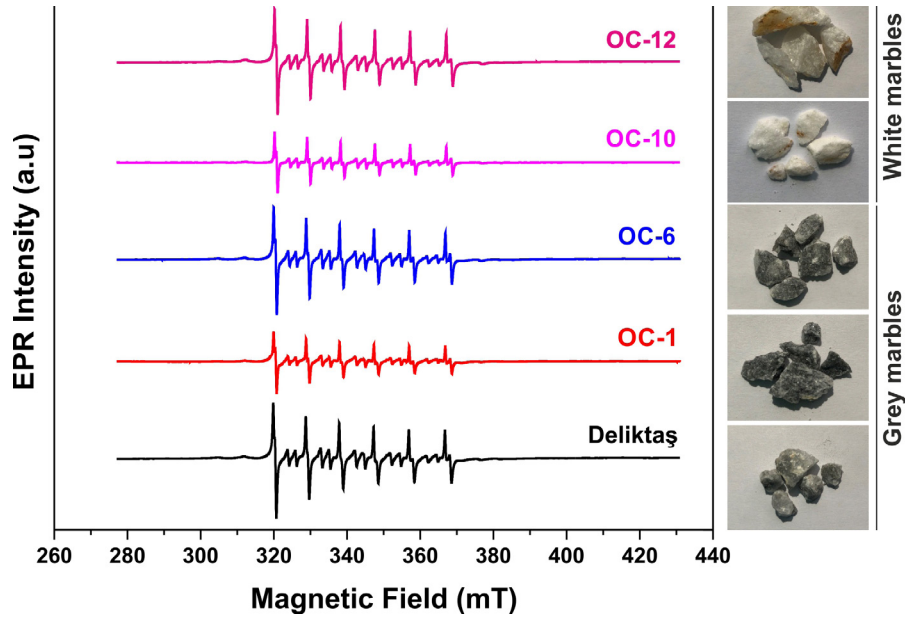 EPR Intensity (a.u)
OC-12
OC-10
OC-6
OC-1
Deliktaş
260 280 300 320 340 360 380 400 420 440
Magnetic Field (mT)
White marbles
Grey marbles